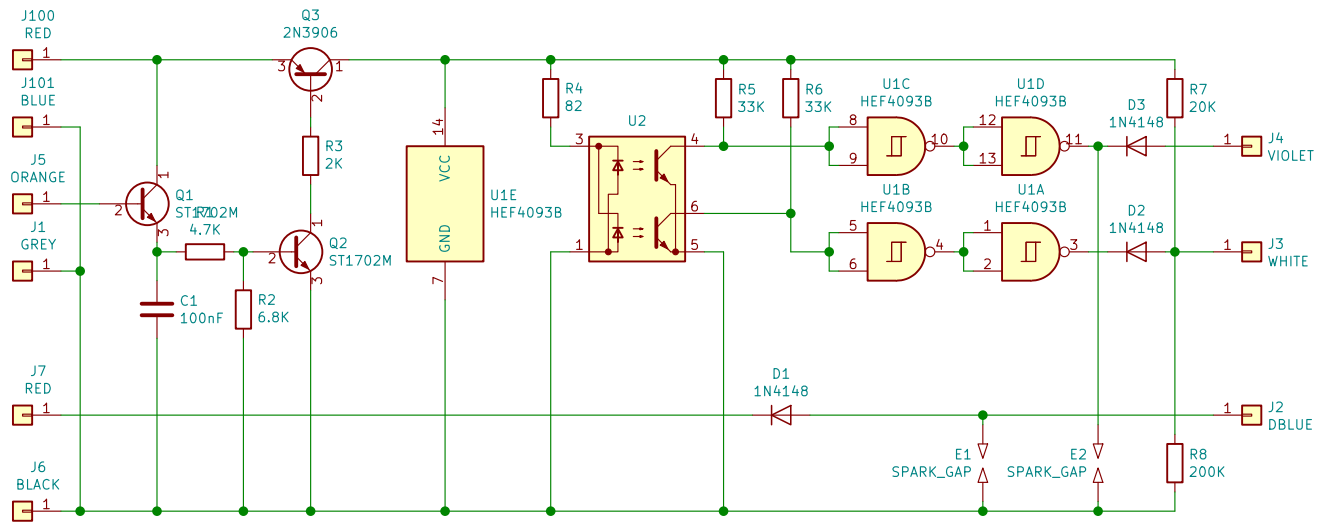 J100
RED
1
J101
BLUE
1
J5
ORANGE
1
J1
GREY
1
J7
RED
1
J6
BLACK
1
Q1
ST1702M
1
2
3
R1
4.7K
C1
100nF
R2
6.8K
Q3
2N3906
3
1
2
R3
2K
Q2
ST1702M
1
2
3
14
VCC
GND
7
U1E
HEF4093B
R4
82
U2
3
4
6
1
5
R5
33K
R6
33K
U1C
HEF4093B
8
9
10
U1D
HEF4093B
12
13
11
U1B
HEF4093B
5
6
4
U1A
HEF4093B
1
2
3
D3
1N4148
D2
1N4148
R7
20K
1
J4
VIOLET
1
J3
WHITE
D1
1N4148
1
J2
DBLUE
E1
SPARK_GAP
E2
SPARK_GAP
R8
200K